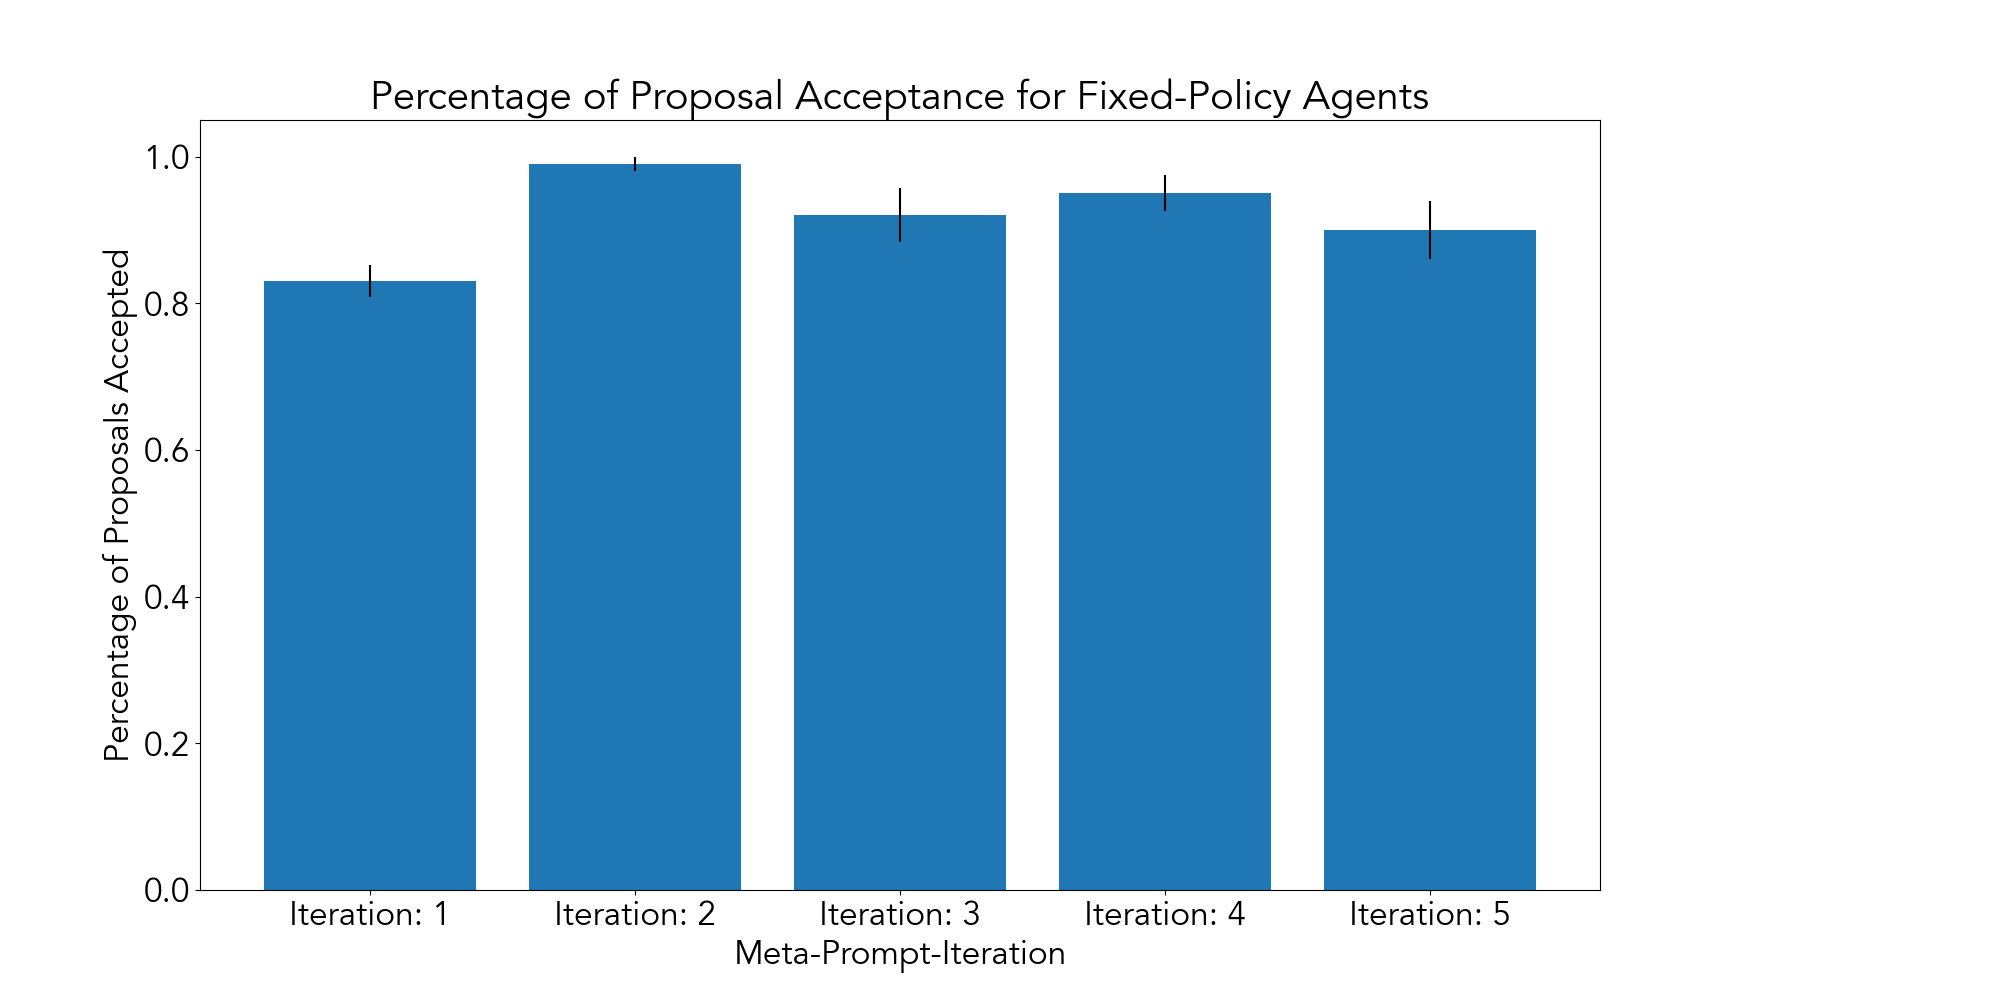 Percentage of Proposal Acceptance for Fixed-Policy Agents
Percentage of Proposals Accepted
1.0
0.8
0.6
0.4
0.2
0.0
Iteration: 1
Iteration: 2
Iteration: 3
Iteration: 4
Iteration: 5
Meta-Prompt-Iteration